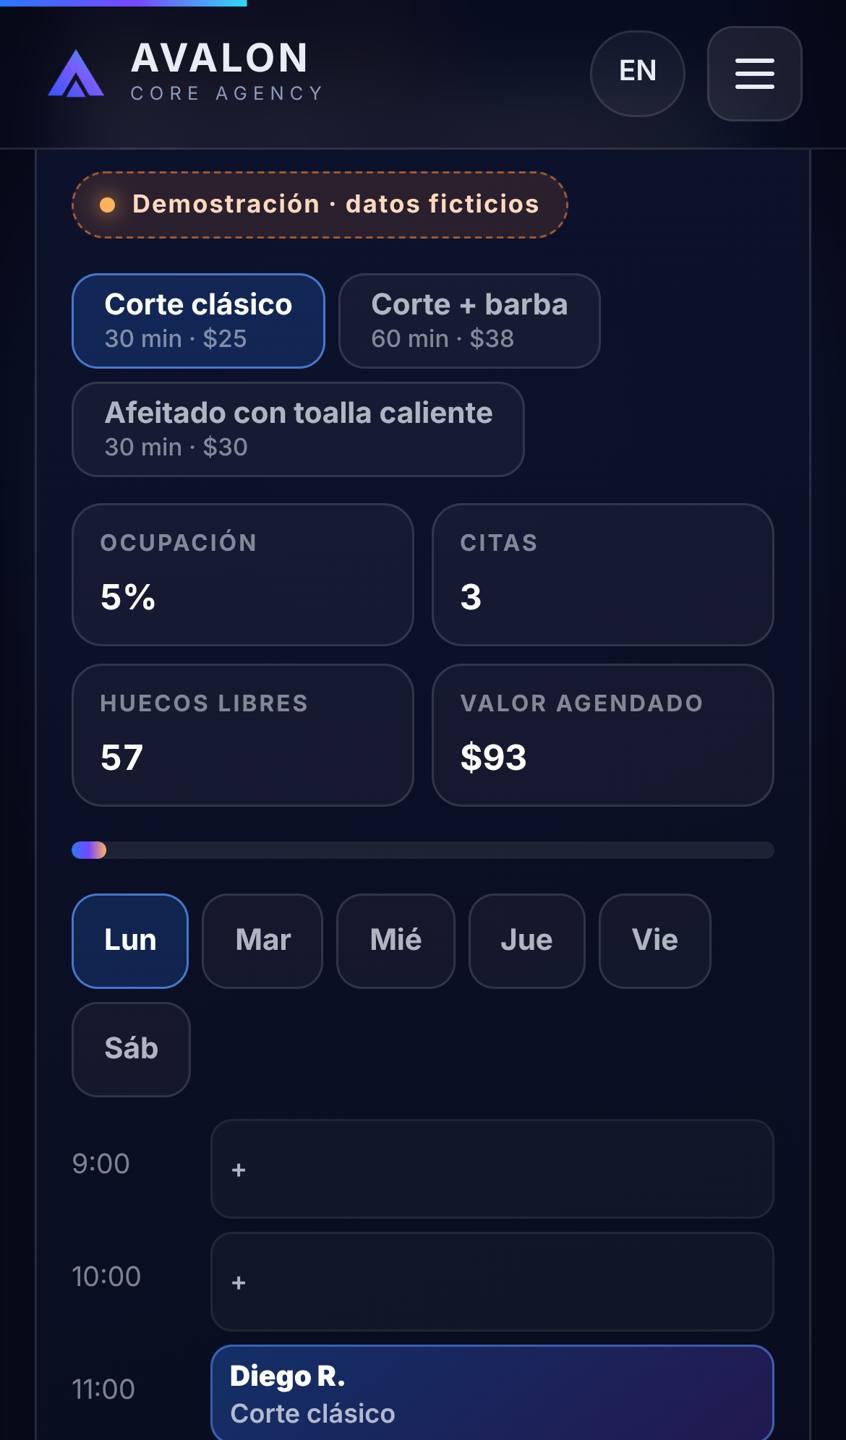 AVALON
CORE AGENCY
EN
Demostración · datos ficticios
Corte clásico
30 min · $25
Corte + barba
60 min · $38
Afeitado con toalla caliente
30 min · $30
OCUPACIÓN
5%
CITAS
3
HUECOS LIBRES
57
VALOR AGENDADO
$93
Lun
Mar
Mié
Jue
Vie
Sáb
9:00
+
10:00
+
11:00
Diego R.
Corte clásico